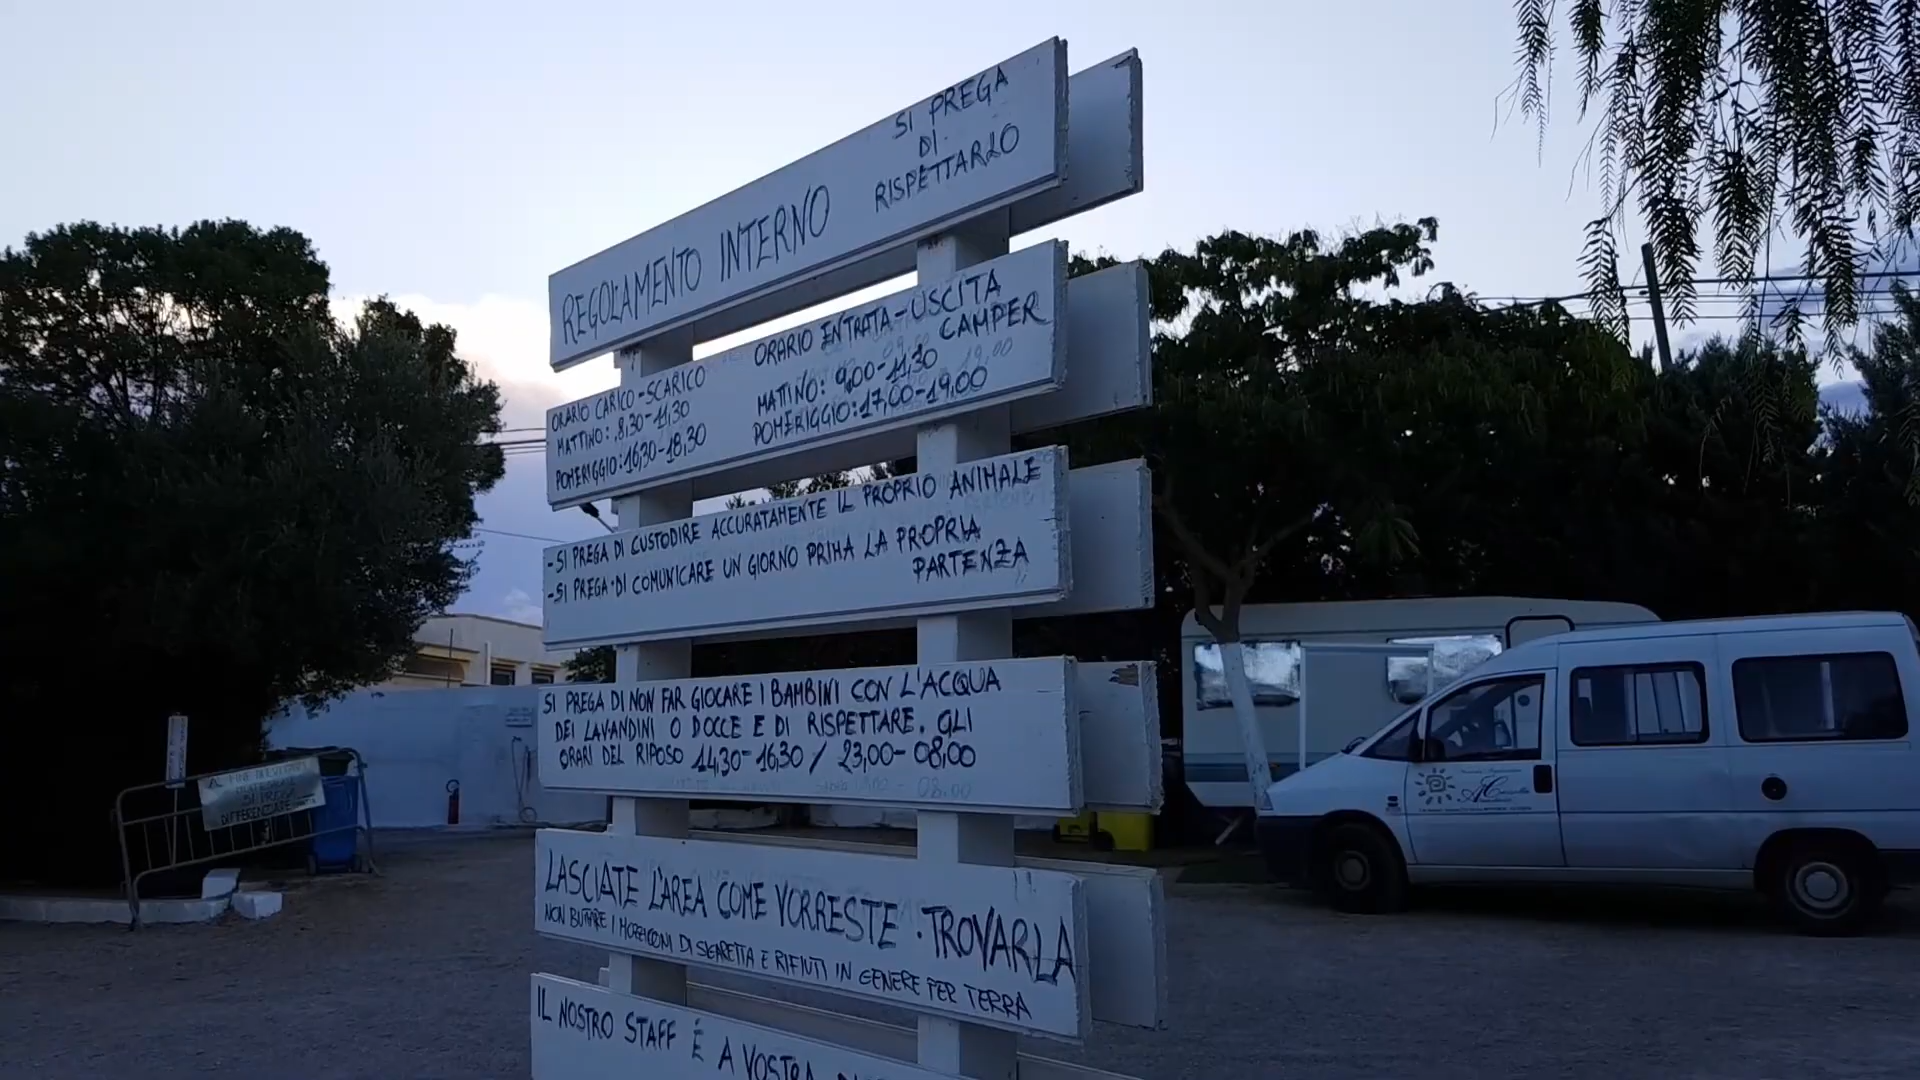 REGOLAMENTO INTERNO
SI PREGA
DI
RISPETTARLO
ORARIO CARICO-SCARICO
MATTINO: 8,30-11,30
POMERIGGIO: 16,30-18,30
ORARIO ENTRATA-USCITA
CAMPER
MATTINO: 9,00-11,30
POMERIGGIO: 17,00-19,00
-SI PREGA DI CUSTODIRE ACCURATAMENTE IL PROPRIO ANIMALE
-SI PREGA DI COMUNICARE UN GIORNO PRIMA LA PROPRIA
PARTENZA
SI PREGA DI NON FAR GIOCARE I BAMBINI CON L'ACQUA
DEI LAVANDINI O DOCCE E DI RISPETTARE. GLI
ORARI DEL RIPOSO 14,30-16,30 / 23,00-08,00
LASCIATE L'AREA COME VORRESTE TROVARLA
NON BUTTARE I MOZZICONI DI SIGARETTA E RIFIUTI IN GENERE PER TERRA
IL NOSTRO STAFF È A VOSTRA
SI PREGA
DIFFERENZIATE